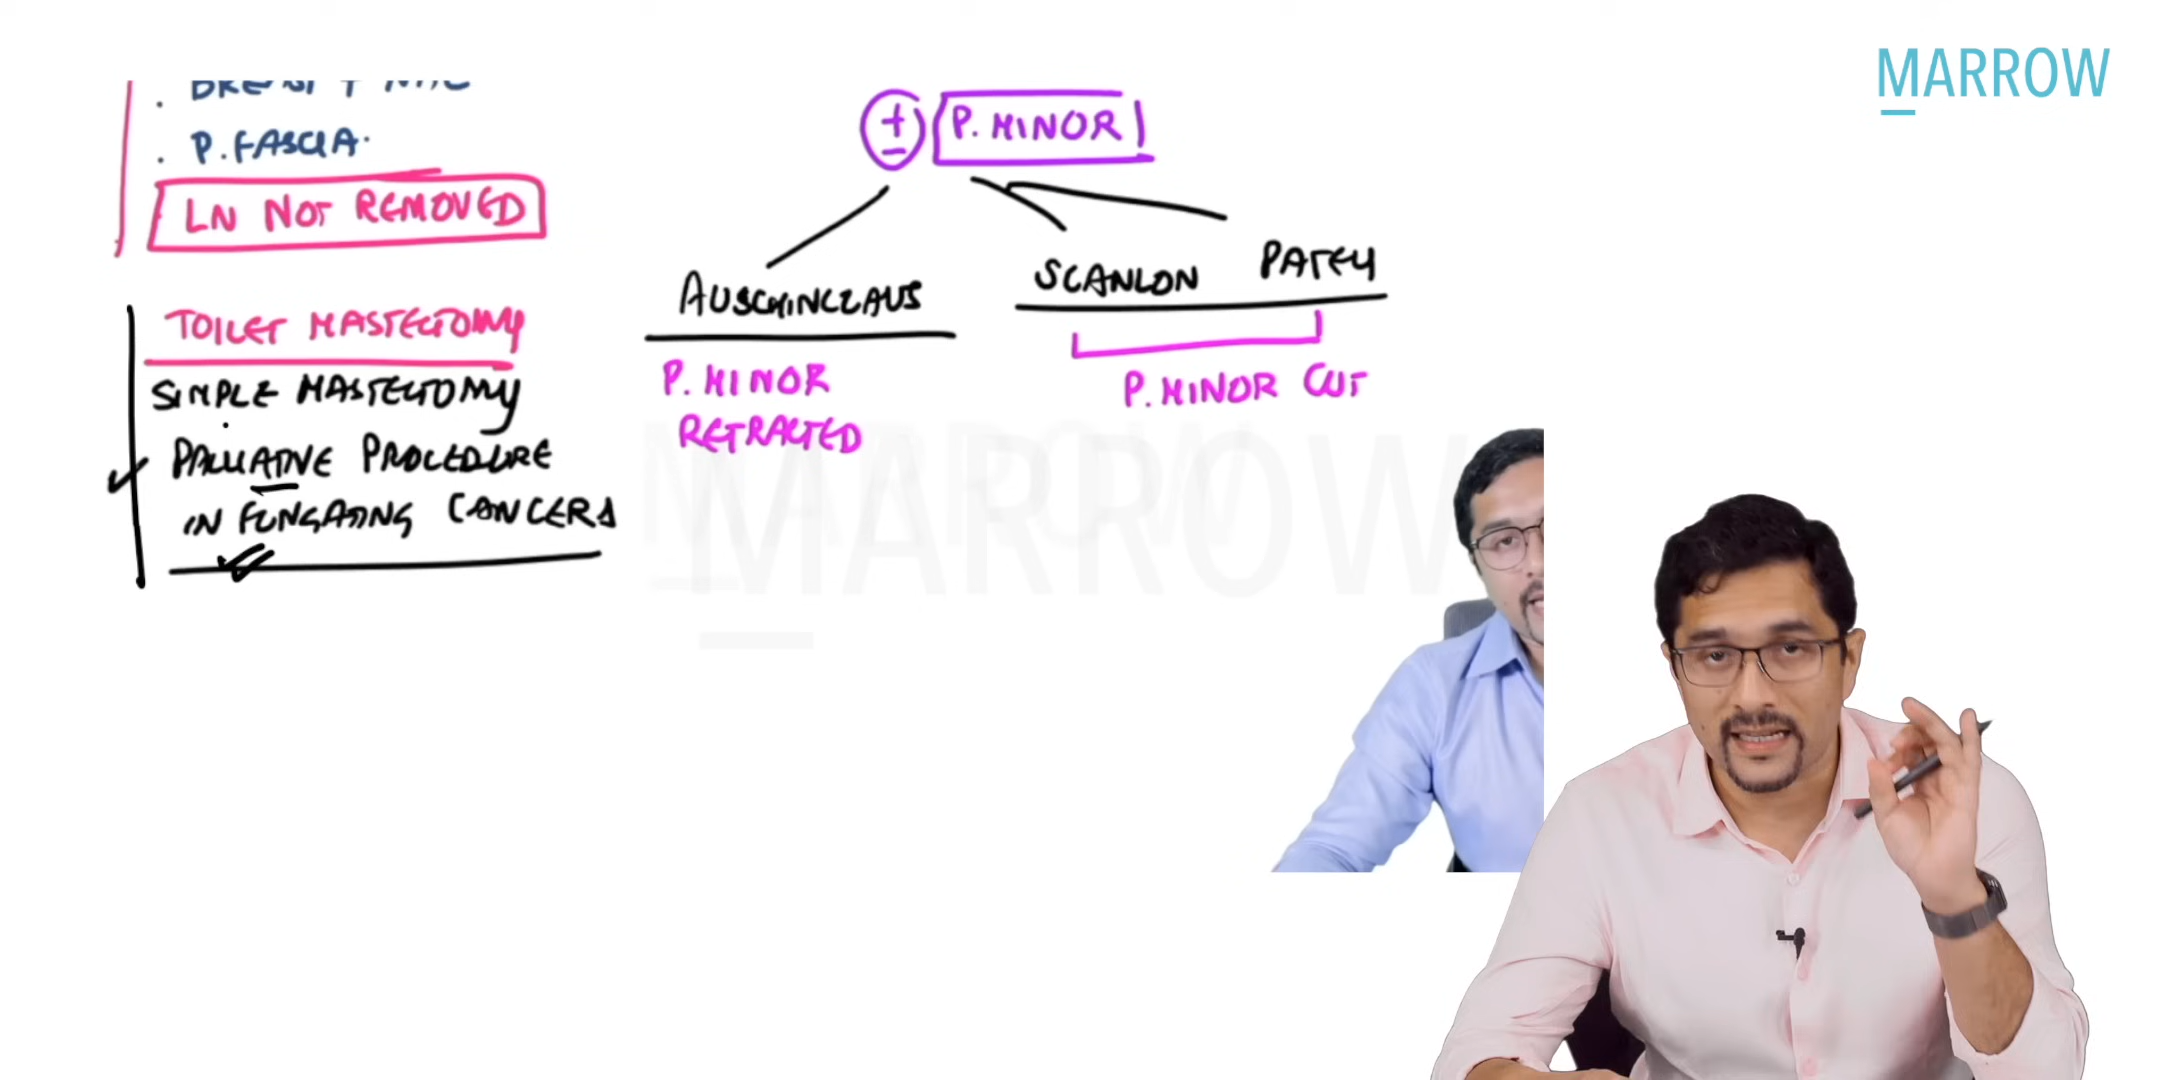 MARROW
P. FASCIA.
LN NOT REMOVED
TOILET MASTECTOMY
SIMPLE MASTECTOMY
PALLIATIVE PROCEDURE
IN FUNGATING CANCERS
± P. MINOR
AUSCHINCLAUS
SCANLON PATEY
P. MINOR
RETRACTED
P. MINOR CUT
MARROW